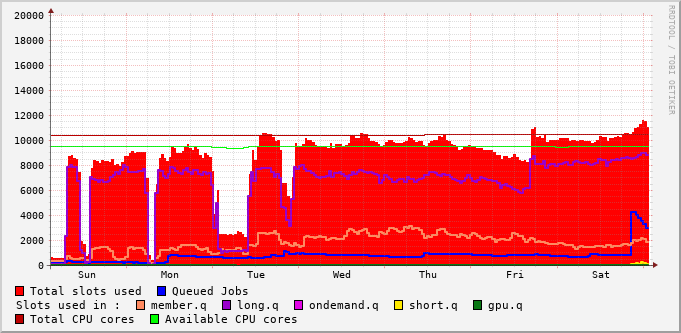 RRDTOOL / TOBI OETIKER
20000
18000
16000
14000
12000
10000
8000
6000
4000
2000
0
Sun Mon Tue Wed Thu Fri Sat
Total slots used Queued Jobs
Slots used in : member.q long.q ondemand.q short.q gpu.q
Total CPU cores Available CPU cores